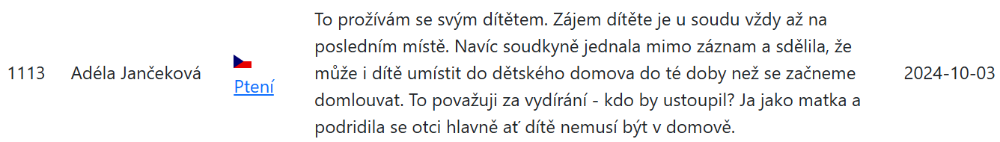 1113 Adéla Jančeková
Ptení
To prožívám se svým dítětem. Zájem dítěte je u soudu vždy až na
posledním místě. Navíc soudkyně jednala mimo záznam a sdělila, že
může i dítě umístit do dětského domova do té doby než se začneme
domlouvat. To považuji za vydírání - kdo by ustoupil? Ja jako matka a
podridila se otci hlavně ať dítě nemusí být v domově.
2024-10-03